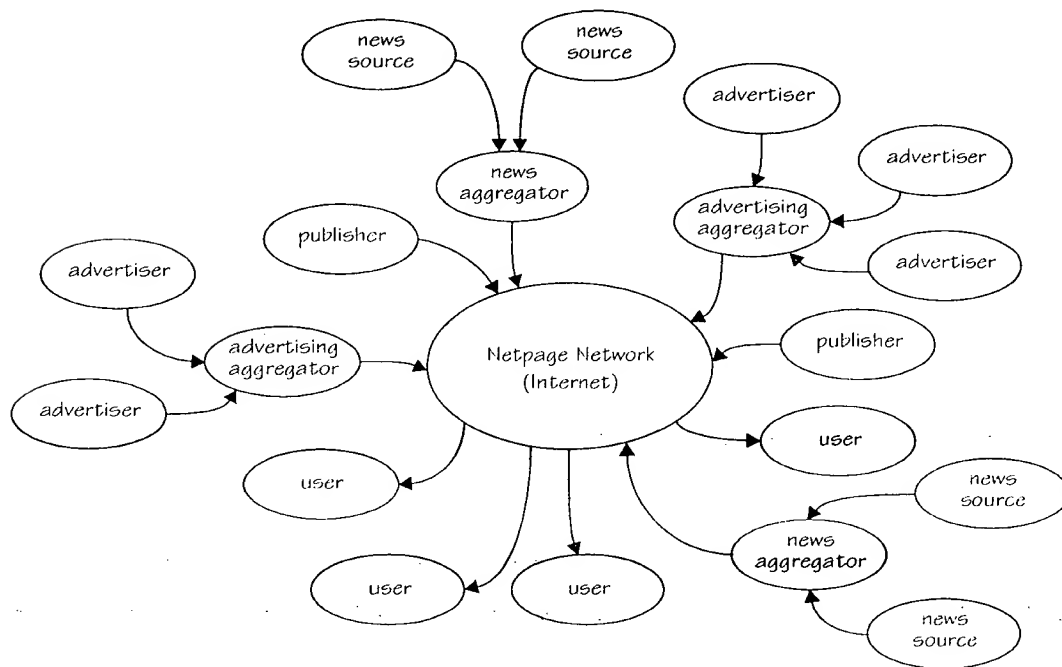 news
source
news
source
advertiser
advertiser
news
aggregator
advertising
aggregator
publisher
advertiser
advertiser
advertising
aggregator
Netpage Network
(Internet)
publisher
advertiser
user
user
news
source
news
aggregator
user
user
news
source